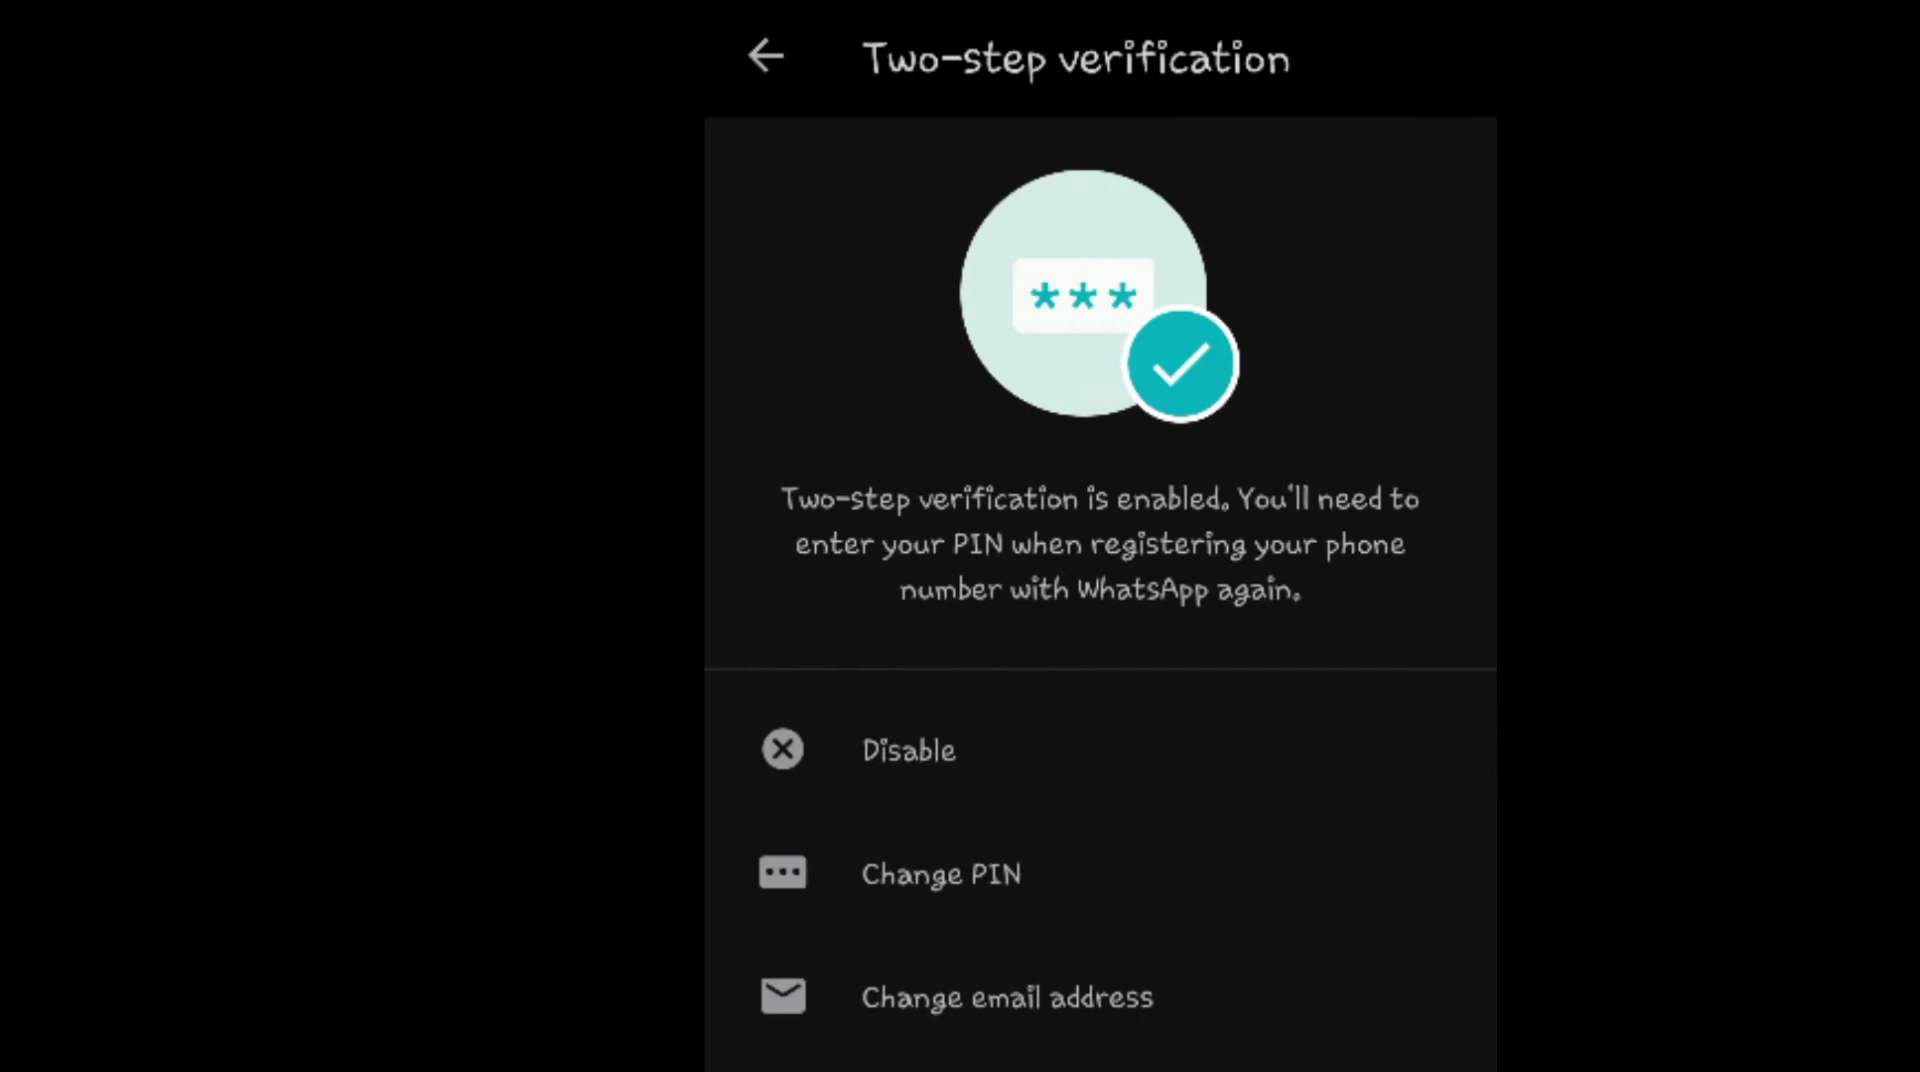 Two-step verification
***
Two-step verification is enabled. You'll need to
enter your PIN when registering your phone
number with WhatsApp again.
Disable
Change PIN
Change email address